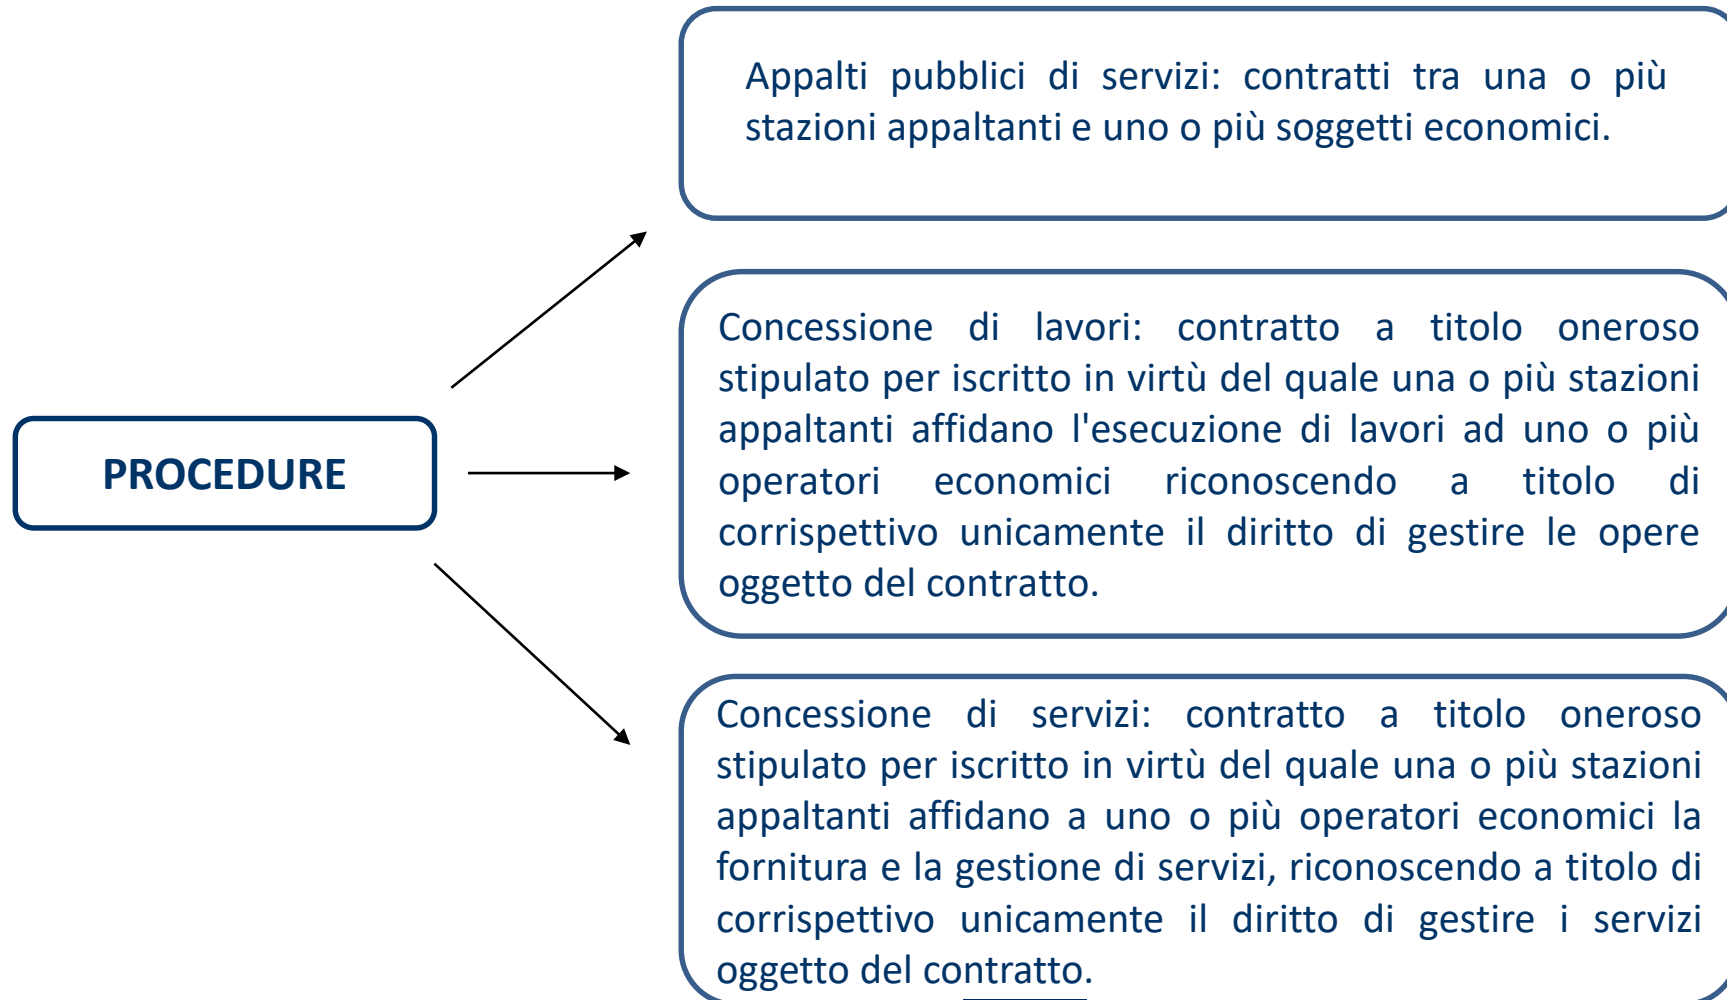 Appalti pubblici di servizi: contratti tra una o più
stazioni appaltanti e uno o più soggetti economici.
PROCEDURE
Concessione di lavori: contratto a titolo oneroso
stipulato per iscritto in virtù del quale una o più stazioni
appaltanti affidano l'esecuzione di lavori ad uno o più
operatori economici riconoscendo a titolo di
corrispettivo unicamente il diritto di gestire le opere
oggetto del contratto.
Concessione di servizi: contratto a titolo oneroso
stipulato per iscritto in virtù del quale una o più stazioni
appaltanti affidano a uno o più operatori economici la
fornitura e la gestione di servizi, riconoscendo a titolo di
corrispettivo unicamente il diritto di gestire i servizi
oggetto del contratto.